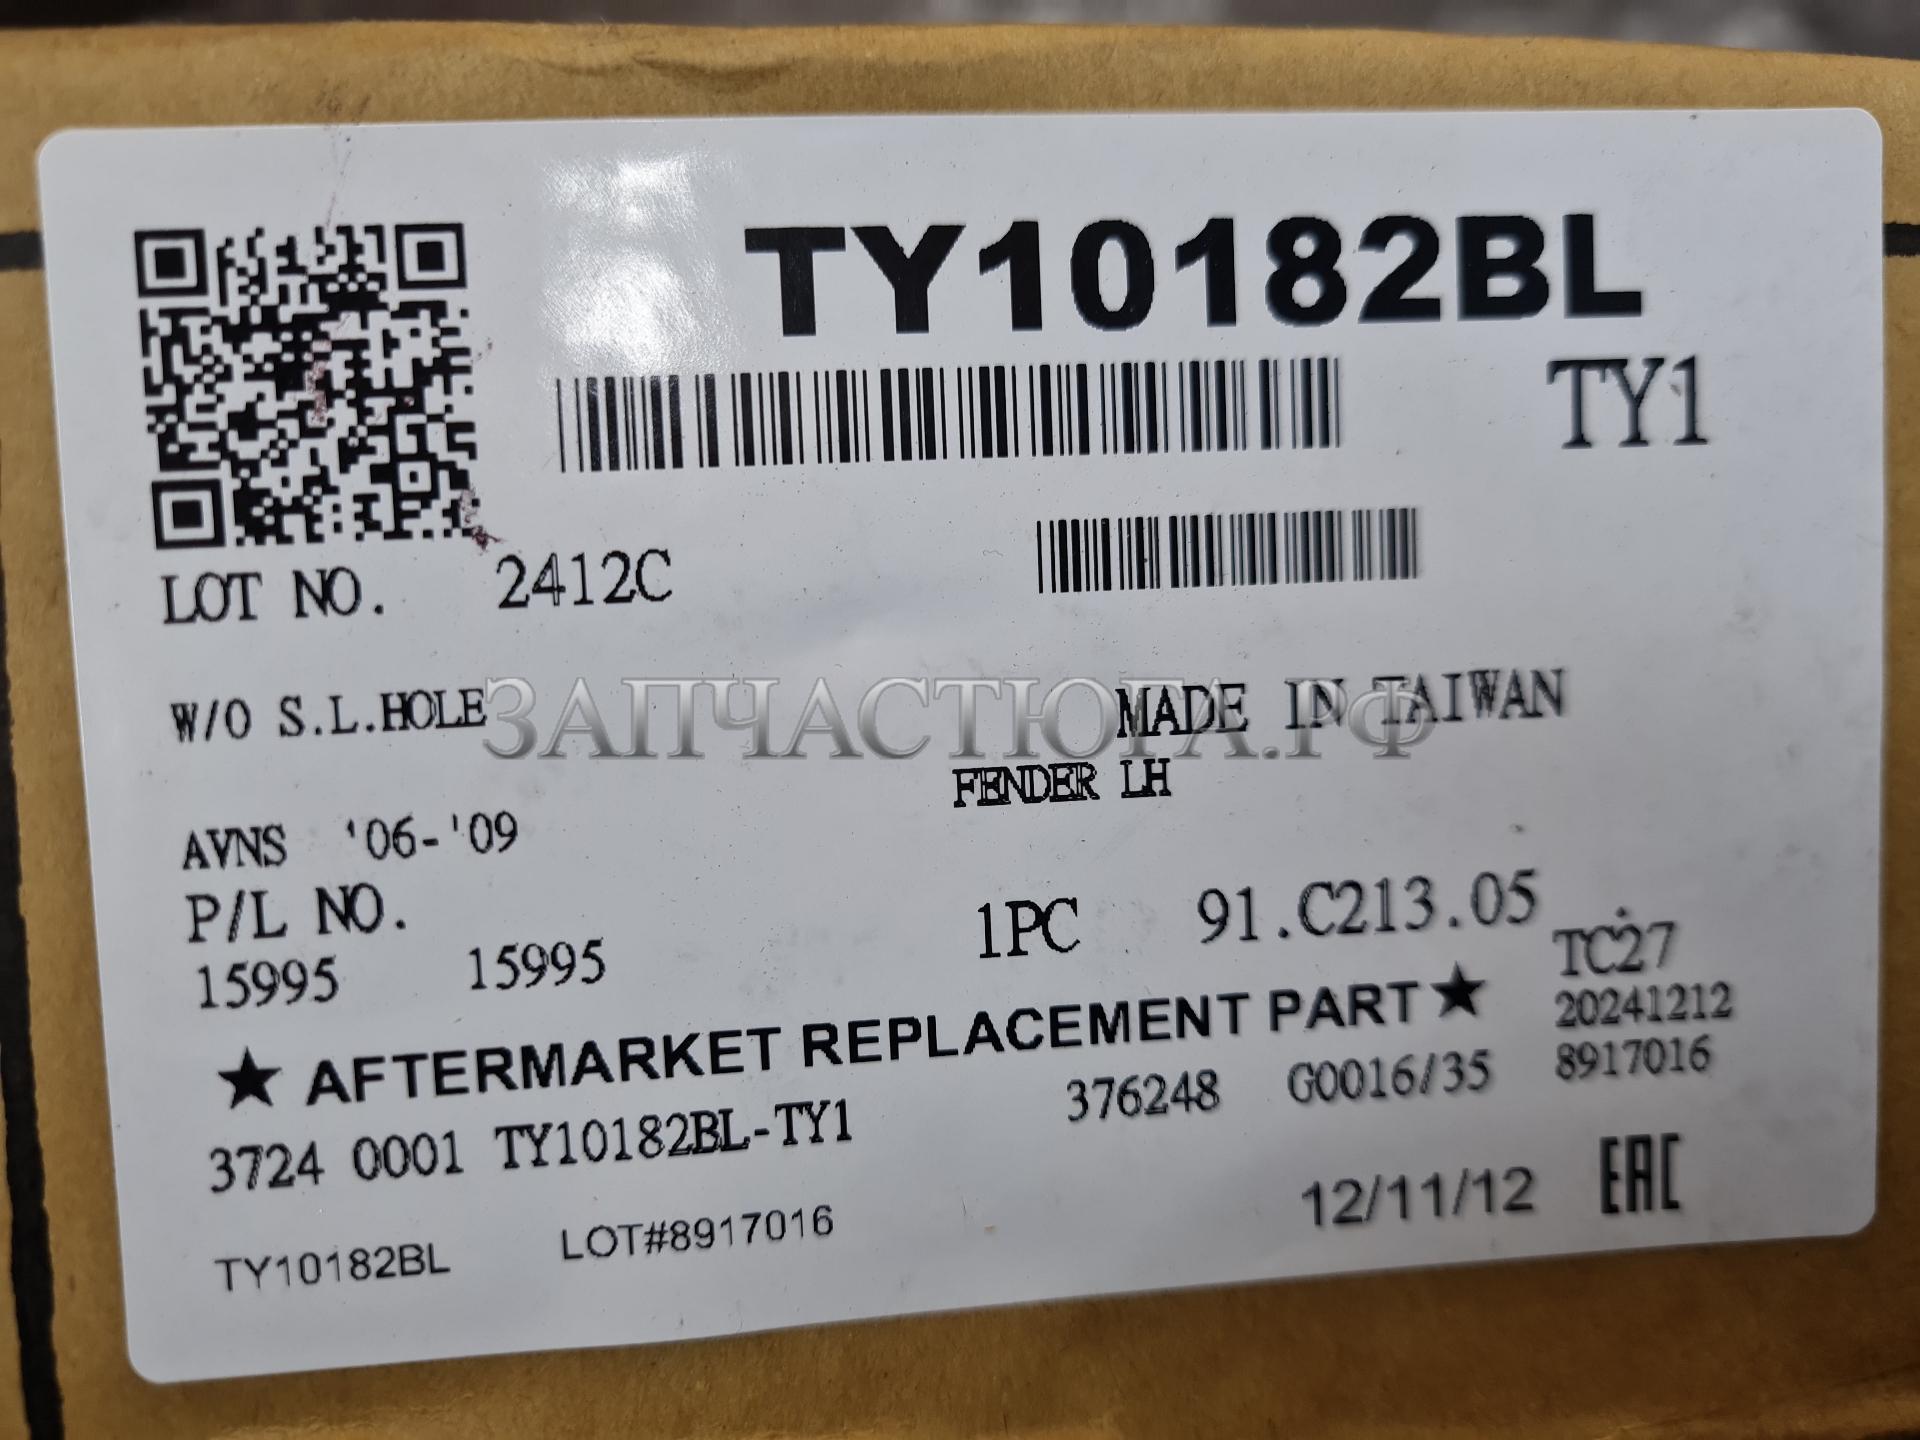 TY10182BL
TY1
LOT NO. 2412C
W/O S.L.HOLE
ЗАПЧАСТЮГА.РФ
MADE IN TAIWAN
FENDER LH
AVNS '06-'09
P/L NO.
1PC 91.C213.05
TC27
15995 15995
20241212
★ AFTERMARKET REPLACEMENT PART ★
8917016
3724 0001 TY10182BL-TY1 376248 G0016/35
12/11/12 EAC
TY10182BL LOT#8917016